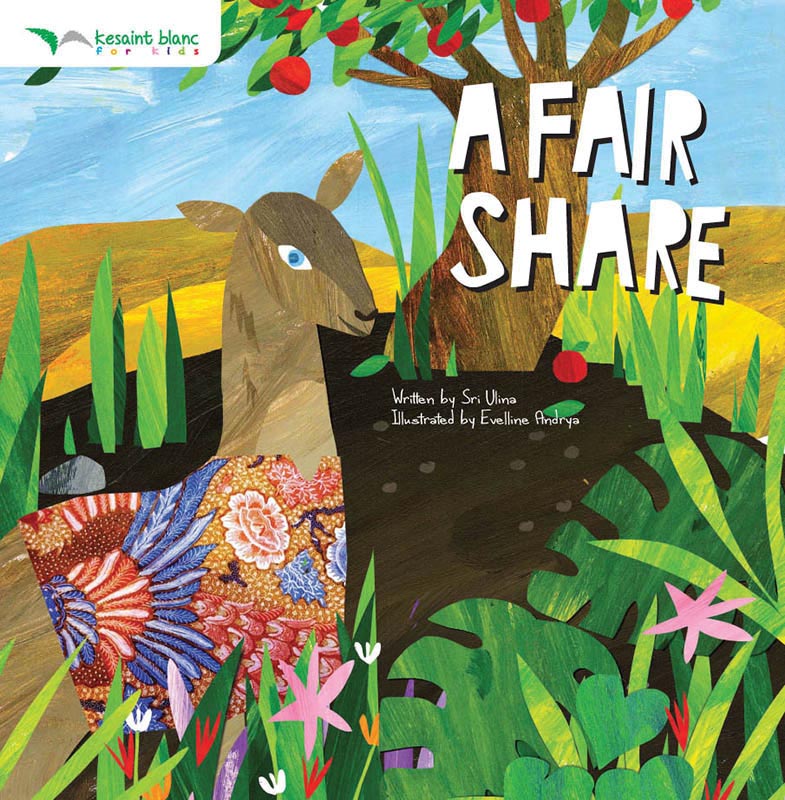 kesaint blanc
for kids
A FAIR
SHARE
Written by Sri Ulina
Illustrated by Evelline Andrya